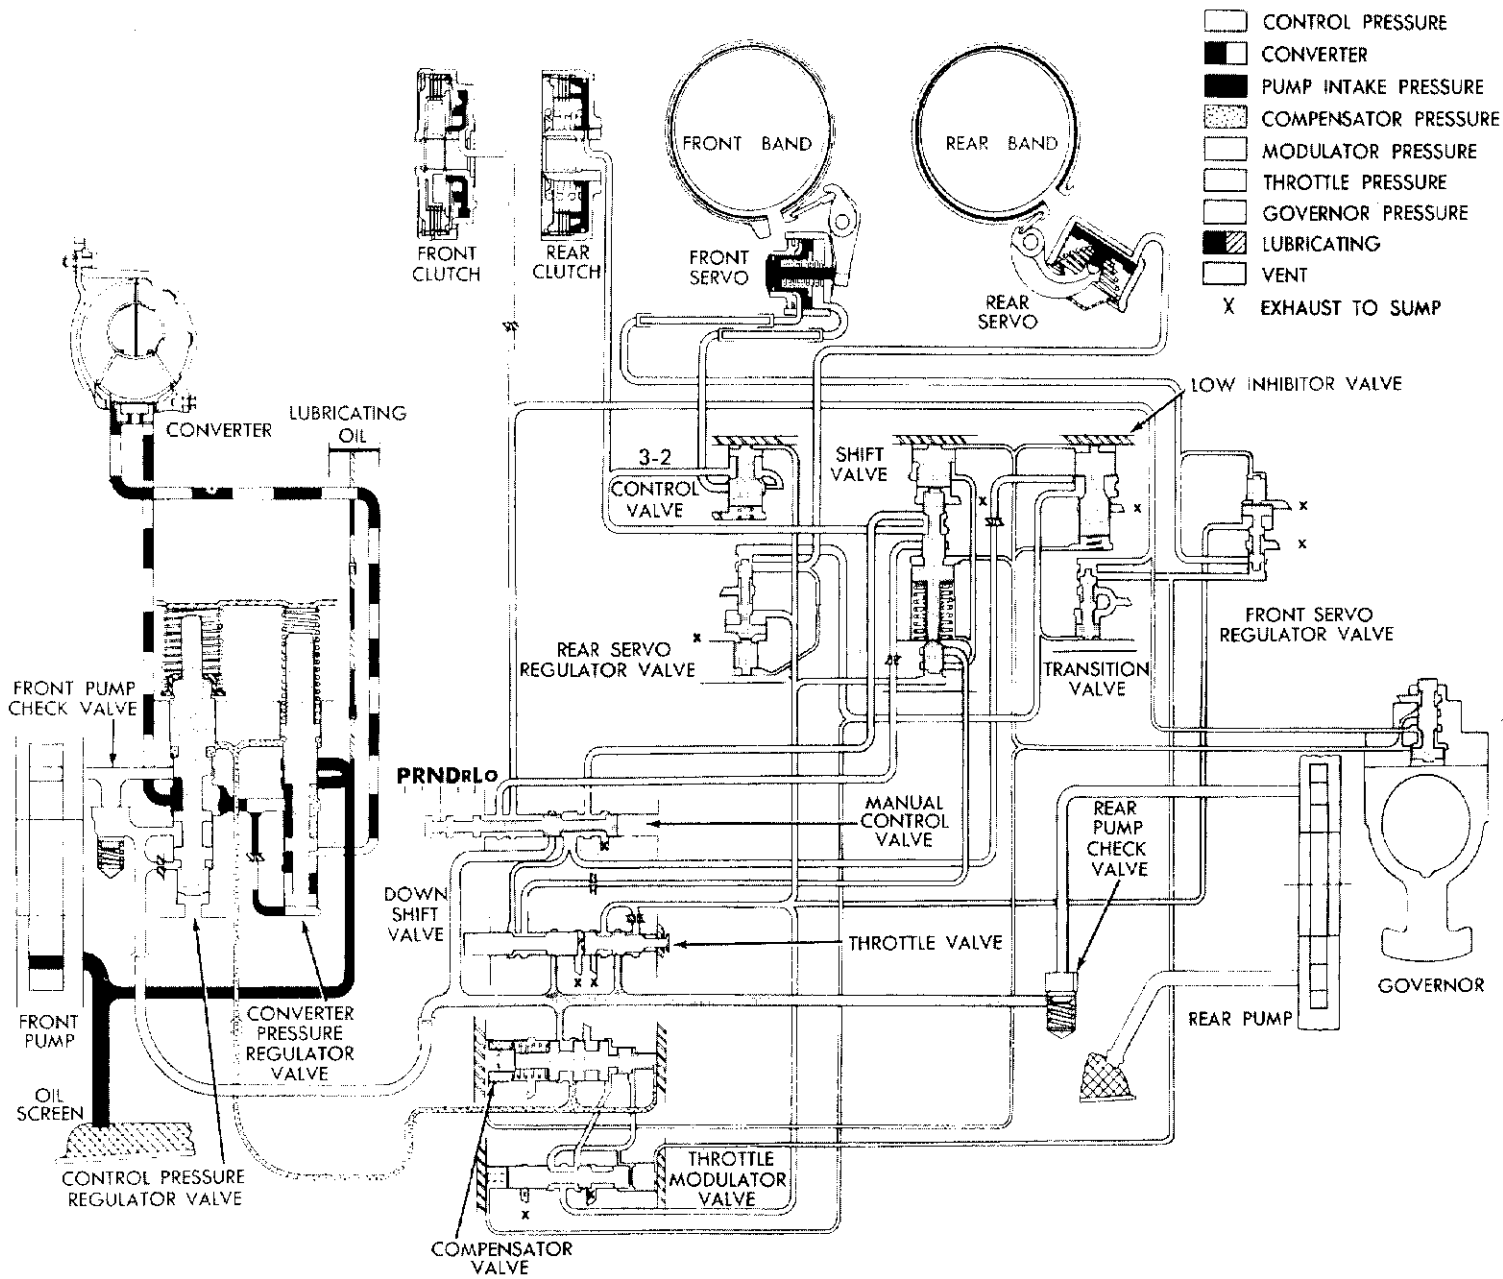 CONTROL PRESSURE
CONVERTER
PUMP INTAKE PRESSURE
COMPENSATOR PRESSURE
MODULATOR PRESSURE
THROTTLE PRESSURE
GOVERNOR PRESSURE
LUBRICATING
VENT
X EXHAUST TO SUMP
FRONT BAND
REAR BAND
FRONT
CLUTCH
REAR
CLUTCH
FRONT
SERVO
REAR
SERVO
LOW INHIBITOR VALVE
CONVERTER
LUBRICATING
OIL
3-2
CONTROL
VALVE
SHIFT
VALVE
X
X
X
X
FRONT SERVO
REGULATOR VALVE
X
REAR SERVO
REGULATOR VALVE
TRANSITION
VALVE
FRONT PUMP
CHECK VALVE
PRNDRLO
MANUAL
CONTROL
VALVE
X
REAR
PUMP
CHECK
VALVE
DOWN
SHIFT
VALVE
THROTTLE VALVE
X X
GOVERNOR
REAR PUMP
FRONT
PUMP
CONVERTER
PRESSURE
REGULATOR
VALVE
OIL
SCREEN
CONTROL PRESSURE
REGULATOR VALVE
THROTTLE
MODULATOR
VALVE
X
X
COMPENSATOR
VALVE